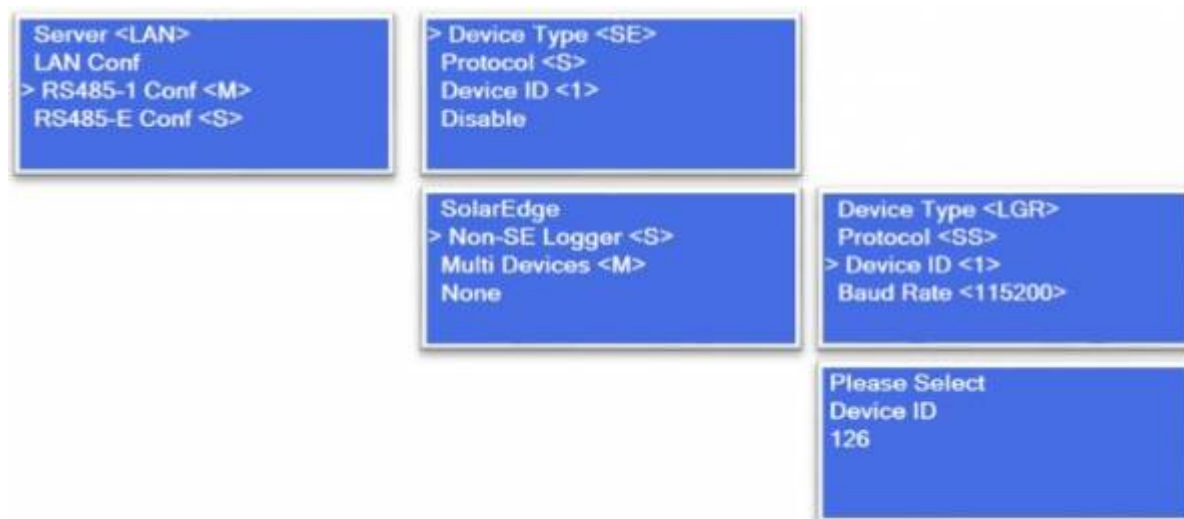 Server <LAN>
LAN Conf
> RS485-1 Conf <M>
RS485-E Conf <S>
> Device Type <SE>
Protocol <S>
Device ID <1>
Disable
SolarEdge
> Non-SE Logger <S>
Multi Devices <M>
None
Device Type <LGR>
Protocol <SS>
> Device ID <1>
Baud Rate <115200>
Please Select
Device ID
126